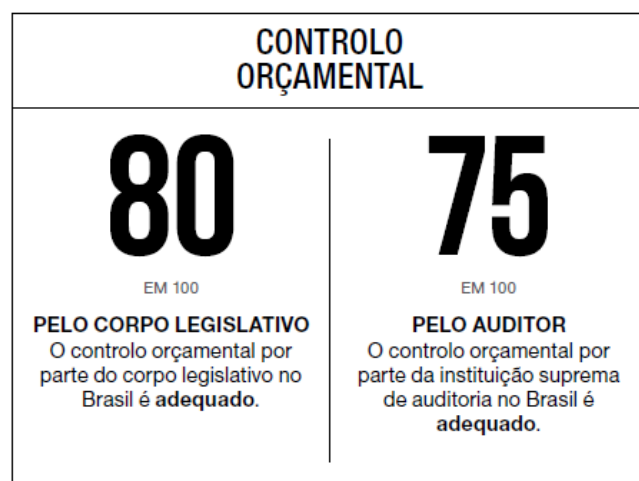 CONTROLO
ORÇAMENTAL
80
EM 100
PELO CORPO LEGISLATIVO
O controlo orçamental por
parte do corpo legislativo no
Brasil é adequado.
75
EM 100
PELO AUDITOR
O controlo orçamental por
parte da instituição suprema
de auditoria no Brasil é
adequado.